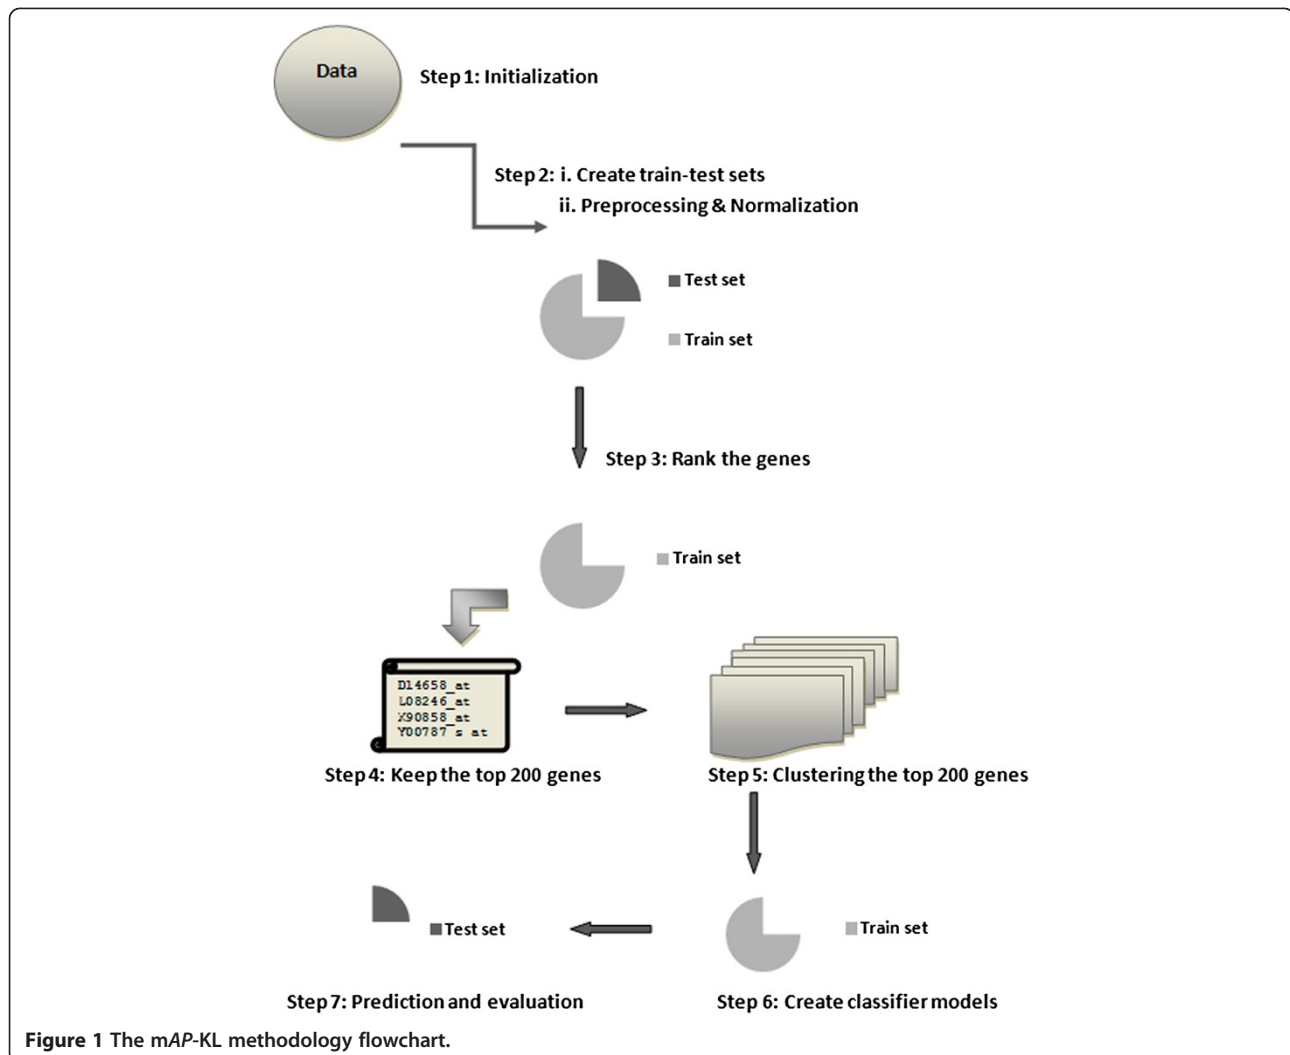 Data
Step 1: Initialization
Step 2: i. Create train-test sets
ii. Preprocessing & Normalization
Test set
Train set
Step 3: Rank the genes
Train set
D14658_at
L08246_at
X90858_at
Y00787 s at
Step 4: Keep the top 200 genes
Step 5: Clustering the top 200 genes
Test set
Train set
Step 7: Prediction and evaluation
Step 6: Create classifier models
Figure 1 The mAP-KL methodology flowchart.